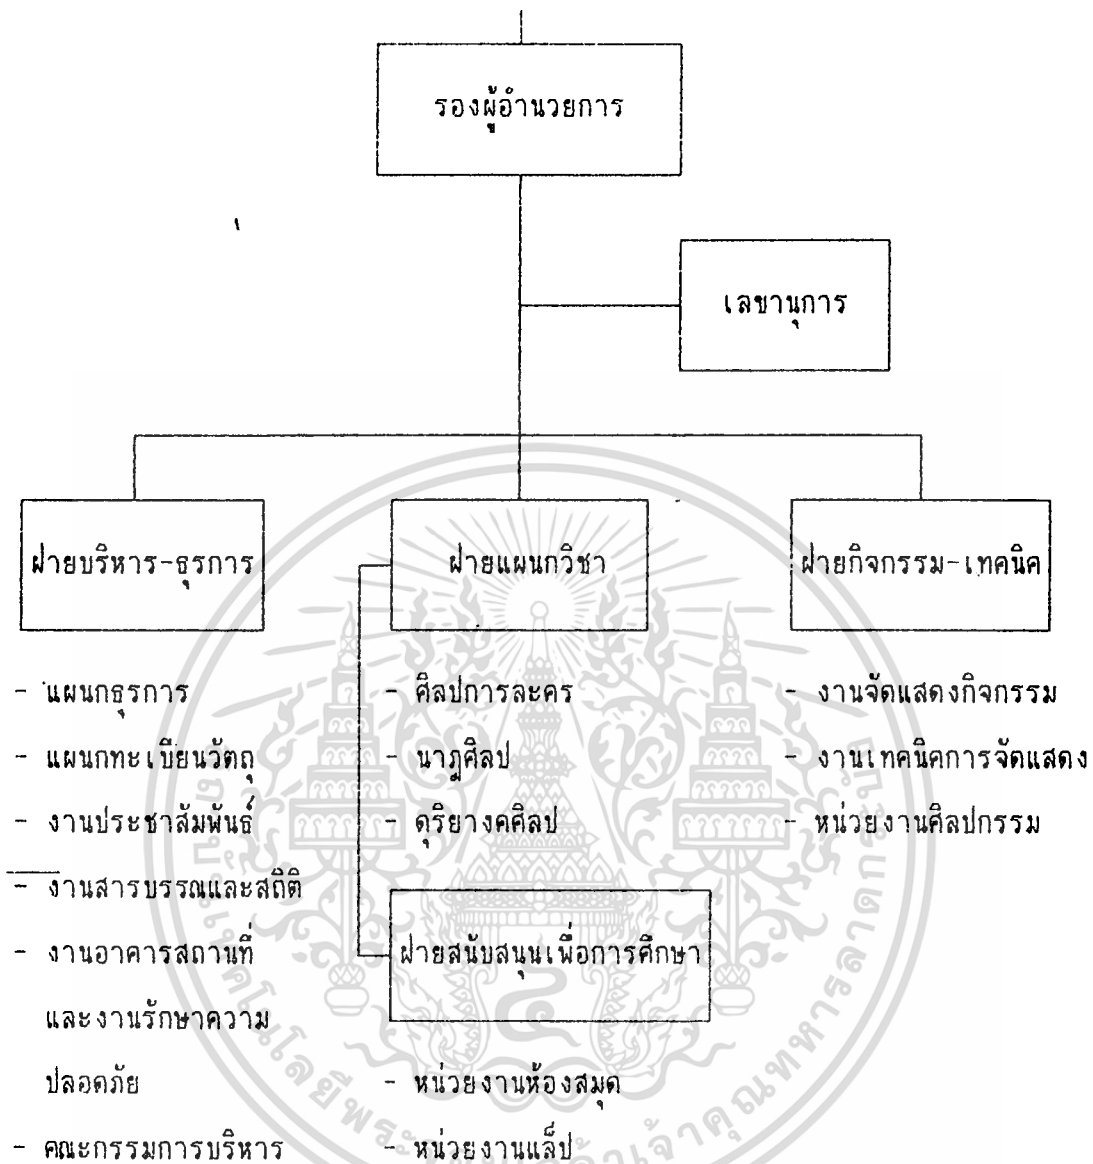 รองผู้อำนวยการ
เลขานุการ
ฝ่ายบริหาร-ธุรการ
- แผนกธุรการ
- แผนกทะเบียนวัตถุ
- งานประชาสัมพันธ์
- งานสารบรรณและสถิติ
- งานอาคารสถานที่
และงานรักษาความ
ปลอดภัย
- คณะกรรมการบริหาร
ฝ่ายแผนกวิชา
- ศิลปการละคร
- นาฏศิลป
- ดุริยางคศิลป
ฝ่ายสนับสนุนเพื่อการศึกษา
- หน่วยงานห้องสมุด
- หน่วยงานแล็ป
ฝ่ายกิจกรรม-เทคนิค
- งานจัดแสดงกิจกรรม
- งานเทคนิคการจัดแสดง
- หน่วยงานศิลปกรรม